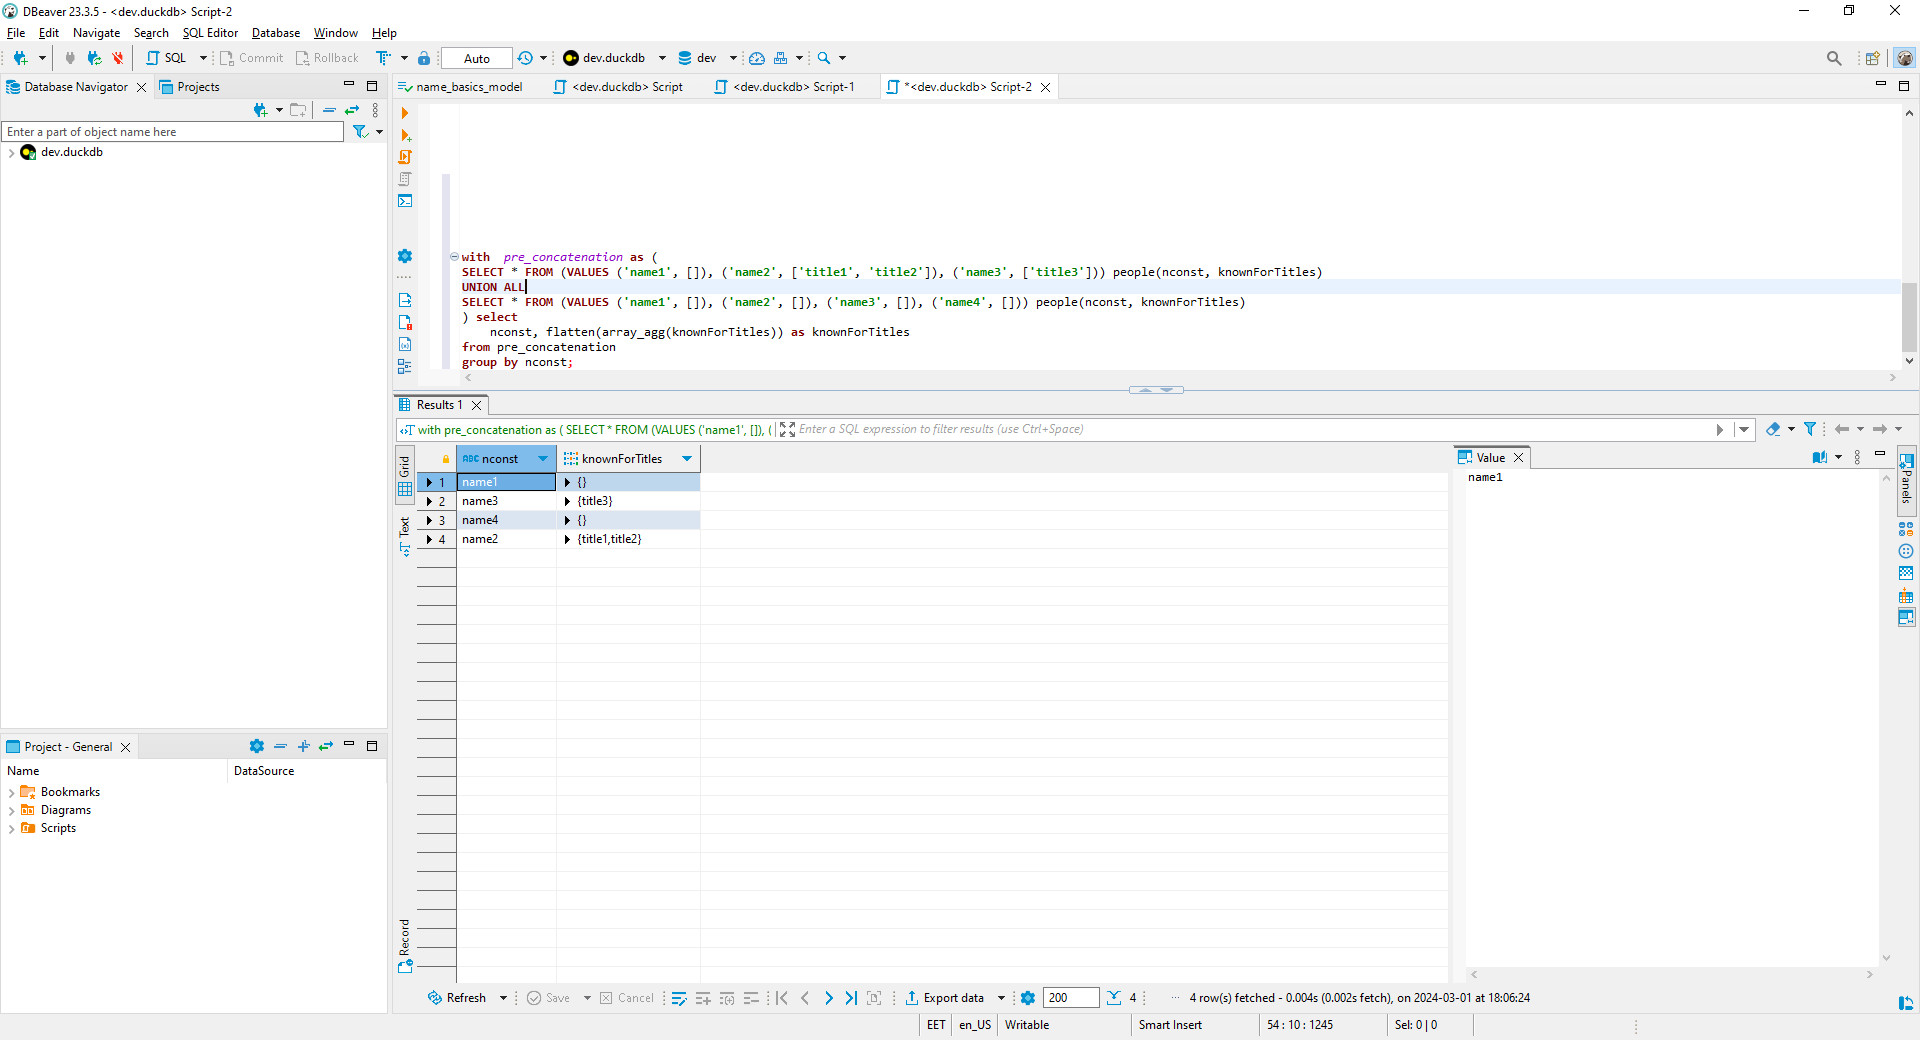 DBeaver 23.3.5 - <dev.duckdb> Script-2
File Edit Navigate Search SQL Editor Database Window Help
SQL Commit Rollback Auto dev.duckdb dev
Database Navigator Projects
name_basics_model <dev.duckdb> Script <dev.duckdb> Script-1 *<dev.duckdb> Script-2
Enter a part of object name here
dev.duckdb
with  pre_concatenation as (
SELECT * FROM (VALUES ('name1', []), ('name2', ['title1', 'title2']), ('name3', ['title3'])) people(nconst, knownForTitles)
UNION ALL
SELECT * FROM (VALUES ('name1', []), ('name2', []), ('name3', []), ('name4', [])) people(nconst, knownForTitles)
) select
    nconst, flatten(array_agg(knownForTitles)) as knownForTitles
from pre_concatenation
group by nconst;
Results 1
with pre_concatenation as ( SELECT * FROM (VALUES ('name1', []), (
Enter a SQL expression to filter results (use Ctrl+Space)
Grid
Text
Record
ABC nconst knownForTitles
1 name1 {}
2 name3 {title3}
3 name4 {}
4 name2 {title1,title2}
Value
name1
Panels
Project - General
Name DataSource
Bookmarks
Diagrams
Scripts
Refresh Save Cancel Export data 200 4 4 row(s) fetched - 0.004s (0.002s fetch), on 2024-03-01 at 18:06:24
EET en_US Writable Smart Insert 54 : 10 : 1245 Sel: 0 | 0